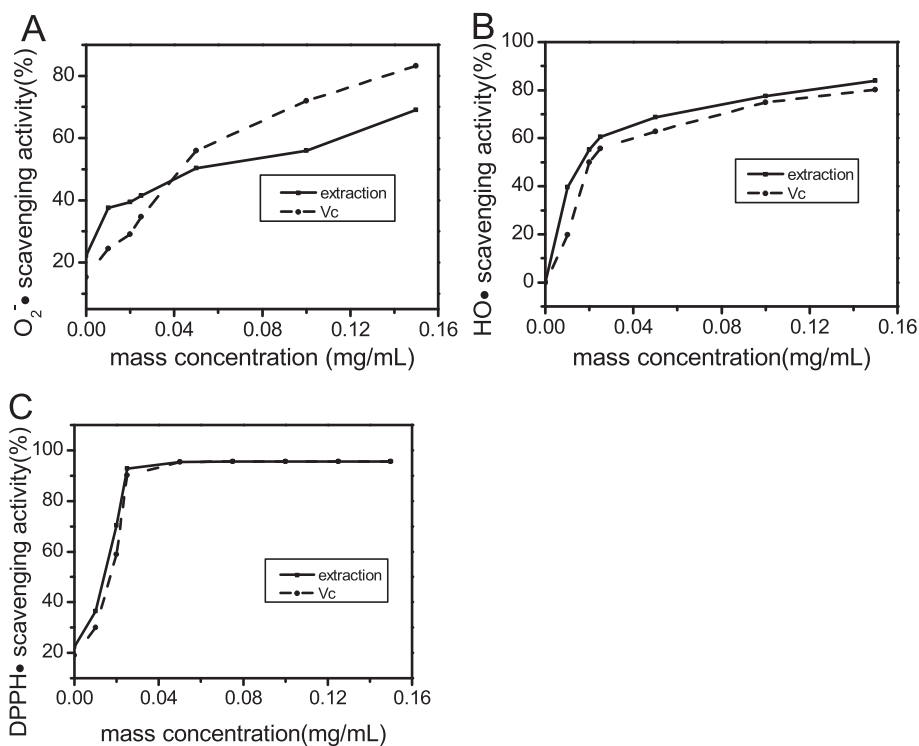 A
O₂⁻• scavenging activity(%)
80
60
40
20
extraction
Vc
0.00 0.04 0.08 0.12 0.16
mass concentration (mg/mL)
B
HO• scavenging activity(%)
100
80
60
40
20
0
extraction
Vc
0.00 0.04 0.08 0.12 0.16
mass concentration(mg/mL)
C
DPPH• scavenging activity(%)
100
80
60
40
20
extraction
Vc
0.00 0.04 0.08 0.12 0.16
mass concentration(mg/mL)